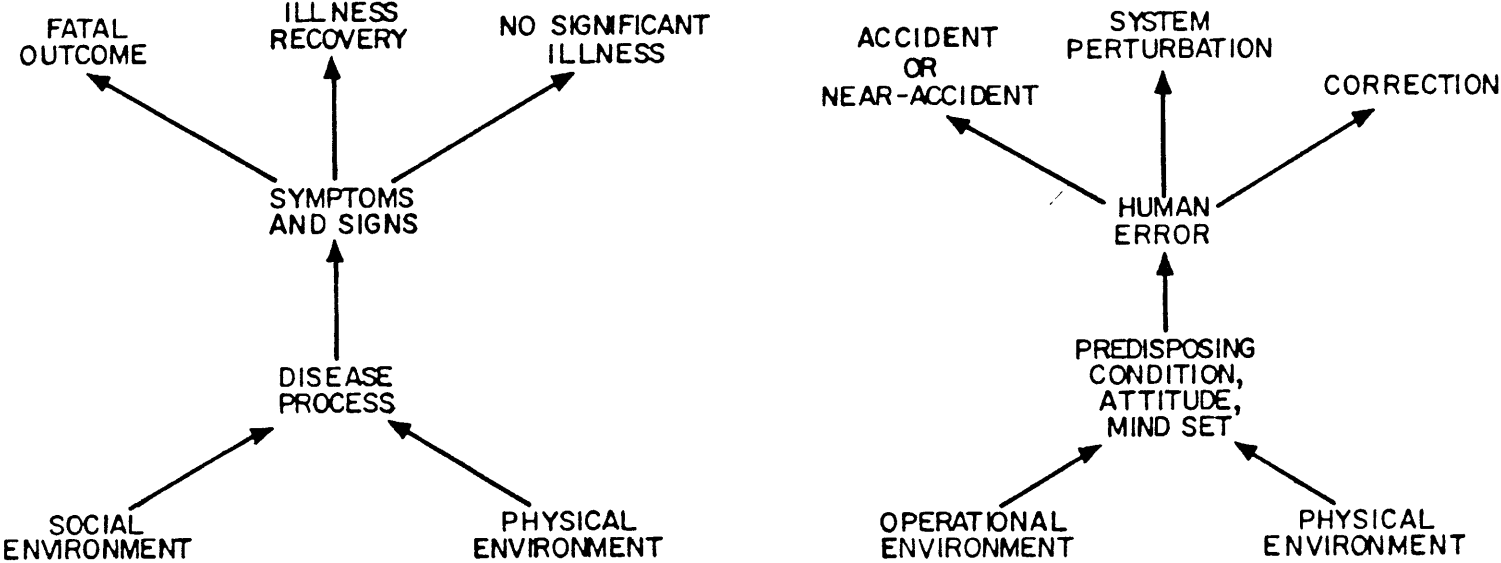 FATAL
OUTCOME
ILLNESS
RECOVERY
NO SIGNIFICANT
ILLNESS
SYMPTOMS
AND SIGNS
DISEASE
PROCESS
SOCIAL
ENVIRONMENT
PHYSICAL
ENVIRONMENT
ACCIDENT
OR
NEAR-ACCIDENT
SYSTEM
PERTURBATION
CORRECTION
HUMAN
ERROR
PREDISPOSING
CONDITION,
ATTITUDE,
MIND SET
OPERATIONAL
ENVIRONMENT
PHYSICAL
ENVIRONMENT